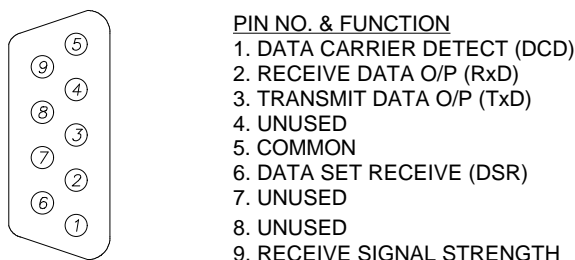 5
9
4
8
3
7
2
6
1
PIN NO. & FUNCTION
1. DATA CARRIER DETECT (DCD)
2. RECEIVE DATA O/P (RxD)
3. TRANSMIT DATA O/P (TxD)
4. UNUSED
5. COMMON
6. DATA SET RECEIVE (DSR)
7. UNUSED
8. UNUSED
9. RECEIVE SIGNAL STRENGTH